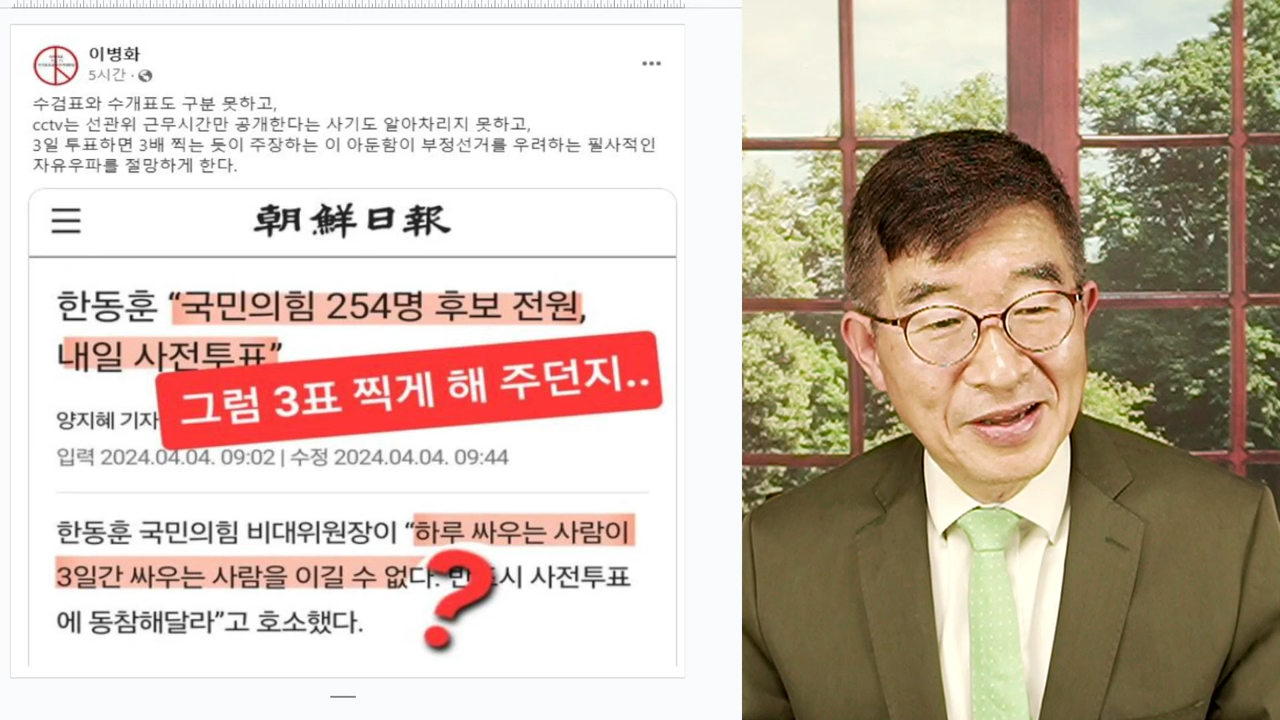 이병화
5시간 ·
수검표와 수개표도 구분 못하고,
cctv는 선관위 근무시간만 공개한다는 사기도 알아차리지 못하고,
3일 투표하면 3배 찍는 듯이 주장하는 이 아둔함이 부정선거를 우려하는 필사적인
자유우파를 절망하게 한다.
朝鮮日報
한동훈 “국민의힘 254명 후보 전원,
내일 사전투표”
그럼 3표 찍게 해 주던지..
양지혜 기자
입력 2024.04.04. 09:02 | 수정 2024.04.04. 09:44
한동훈 국민의힘 비대위원장이 “하루 싸우는 사람이
3일간 싸우는 사람을 이길 수 없다. 시 사전투표
에 동참해달라”고 호소했다.
?